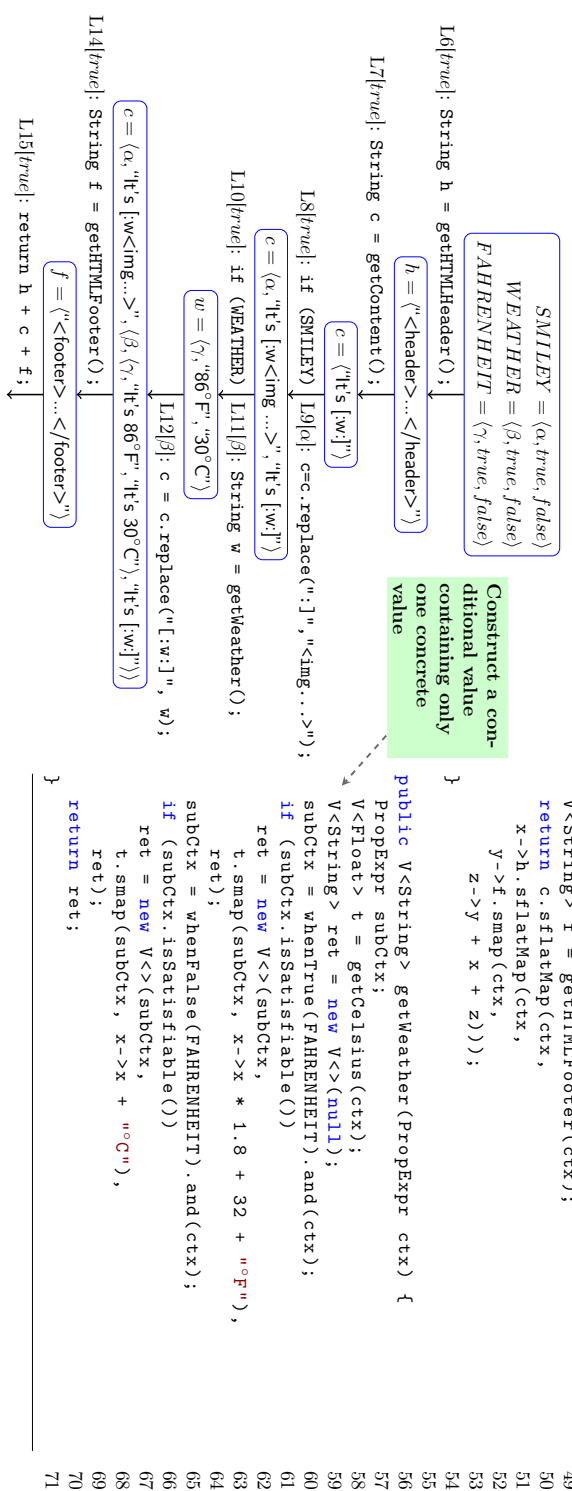 SMILEY = ⟨α, true, false⟩
WEATHER = ⟨β, true, false⟩
FAHRENHEIT = ⟨γ, true, false⟩
L6[true]: String h = getHTMLHeader();
h = ⟨"<header>...</header>"⟩
L7[true]: String c = getContent();
c = ⟨"It's [:w:]"⟩
L8[true]: if (SMILEY) L9[α]: c=c.replace(":]","<img...>");
c = ⟨α, "It's [:w<img ...>", "It's [:w:]"⟩
L10[true]: if (WEATHER) L11[β]: String w = getWeather();
w = ⟨γ, "86°F", "30°C"⟩
L12[β]: c = c.replace("[:w:]", w);
c = ⟨α, "It's [:w<img...>", ⟨β, ⟨γ, "It's 86°F", "It's 30°C"⟩, "It's [:w:]"⟩⟩
L14[true]: String f = getHTMLFooter();
f = ⟨"<footer>...</footer>"⟩
L15[true]: return h + c + f;
Construct a con-
ditional value
containing only
one concrete
value
V<String> f = getHTMLFooter(ctx); 49
return c.sflatMap(ctx, 50
x->h.sflatMap(ctx, 51
y->f.smap(ctx, 52
z->y + x + z))); 53
} 54
55
public V<String> getWeather(PropExpr ctx) { 56
PropExpr subCtx; 57
V<Float> t = getCelsius(ctx); 58
V<String> ret = new V<>(null); 59
subCtx = whenTrue(FAHRENHEIT).and(ctx); 60
if (subCtx.isSatisfiable()) 61
ret = new V<>(subCtx, 62
t.smap(subCtx, x->x * 1.8 + 32 + "°F"), 63
ret); 64
subCtx = whenFalse(FAHRENHEIT).and(ctx); 65
if (subCtx.isSatisfiable()) 66
ret = new V<>(subCtx, 67
t.smap(subCtx, x->x + "°C"), 68
ret); 69
return ret; 70
} 71